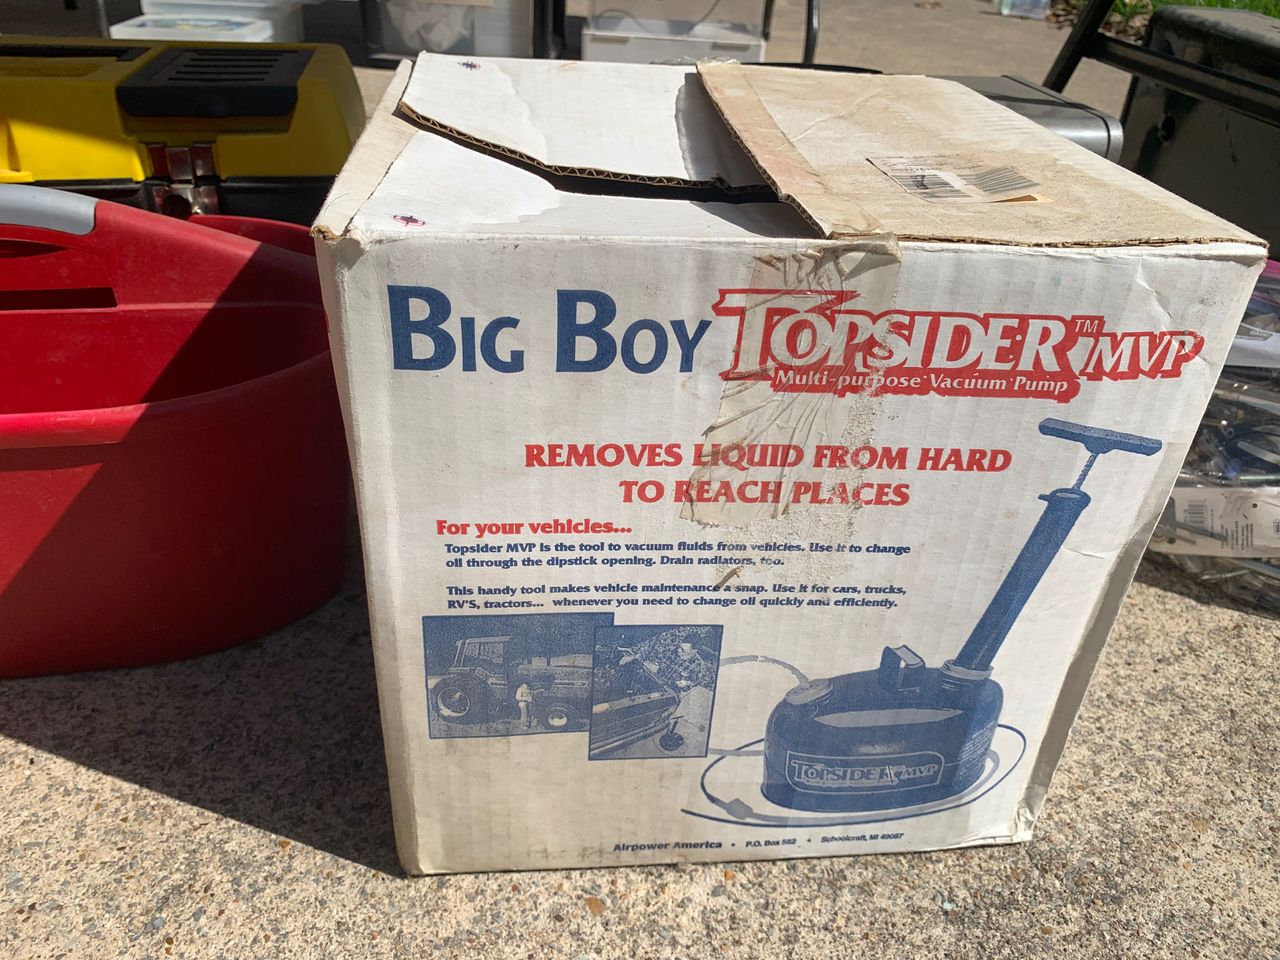 BIG BOY TOPSIDER™ MVP
Multi-purpose Vacuum Pump
REMOVES LIQUID FROM HARD
TO REACH PLACES
For your vehicles...
Topsider MVP is the tool to vacuum fluids from vehicles. Use it to change
oil through the dipstick opening. Drain radiators, too.
This handy tool makes vehicle maintenance a snap. Use it for cars, trucks,
RV'S, tractors... whenever you need to change oil quickly and efficiently.
TOPSIDER MVP
Airpower America • P.O. Box 582 • Schoolcraft, MI 49087